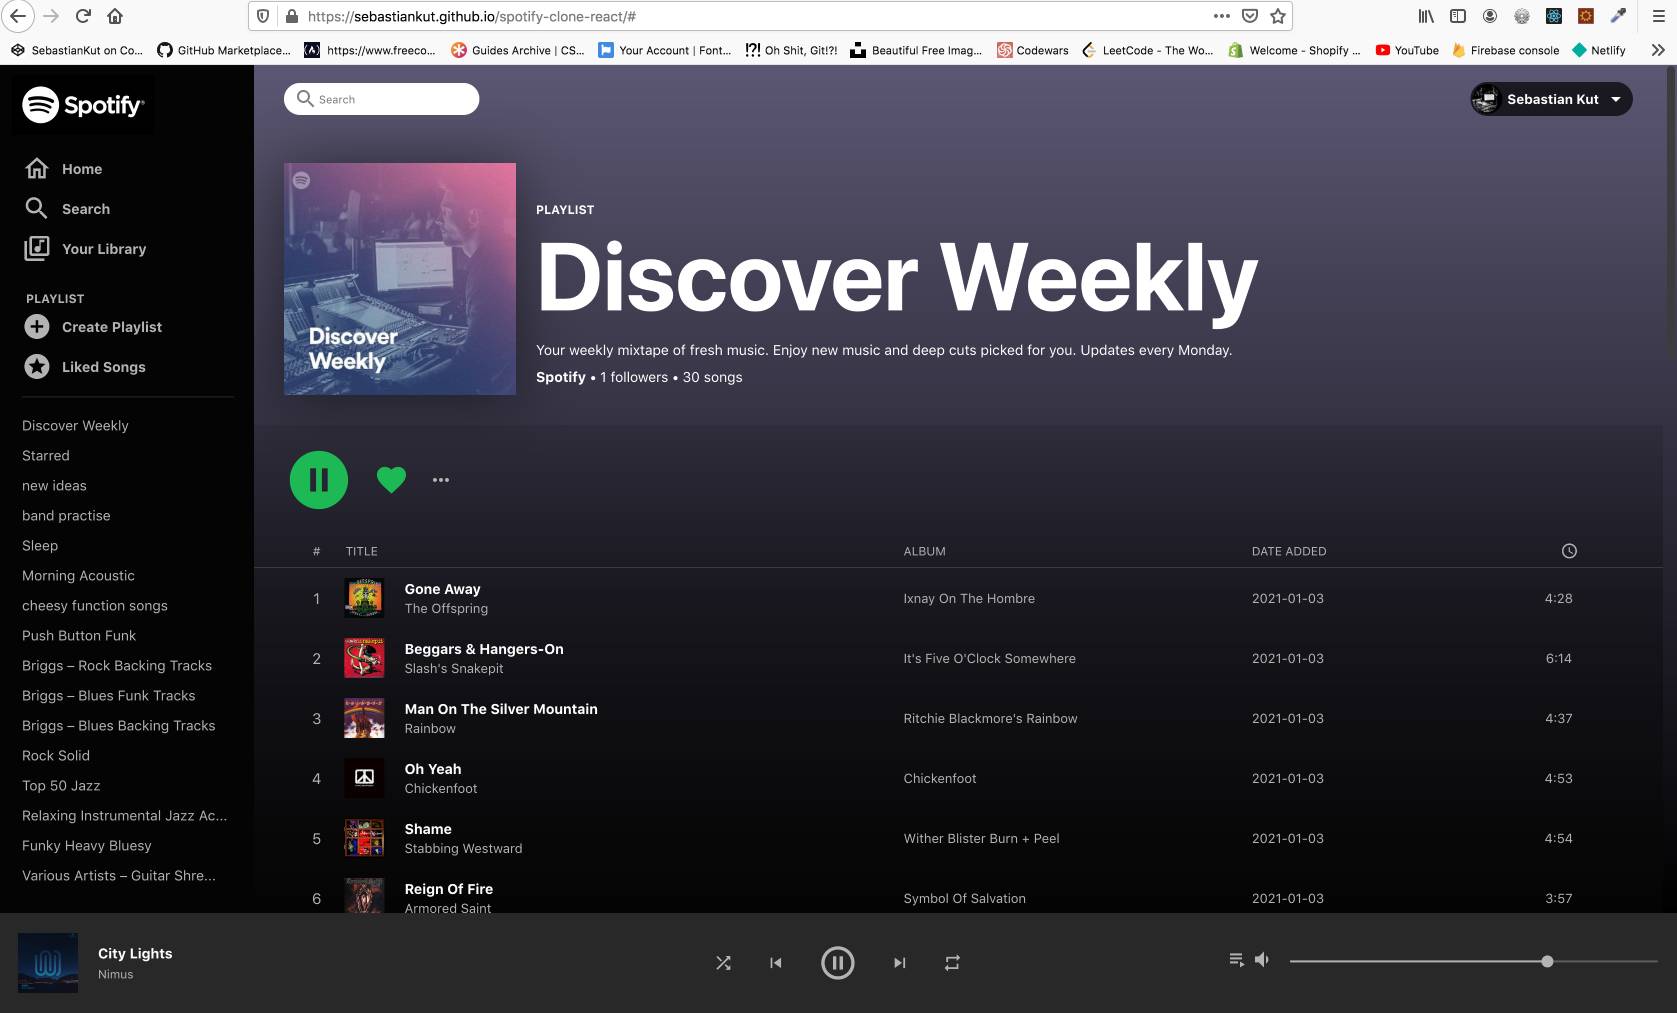 https://sebastiankut.github.io/spotify-clone-react/#
SebastianKut on Co...
GitHub Marketplace...
https://www.freeco...
Guides Archive | CS...
Your Account | Font...
Oh Shit, Git!?!
Beautiful Free Imag...
Codewars
LeetCode - The Wo...
Welcome - Shopify ...
YouTube
Firebase console
Netlify
Spotify
Search
Sebastian Kut
Home
Search
Your Library
PLAYLIST
Create Playlist
Liked Songs
Discover Weekly
Starred
new ideas
band practise
Sleep
Morning Acoustic
cheesy function songs
Push Button Funk
Briggs – Rock Backing Tracks
Briggs – Blues Funk Tracks
Briggs – Blues Backing Tracks
Rock Solid
Top 50 Jazz
Relaxing Instrumental Jazz Ac...
Funky Heavy Bluesy
Various Artists – Guitar Shre...
Discover
Weekly
PLAYLIST
Discover Weekly
Your weekly mixtape of fresh music. Enjoy new music and deep cuts picked for you. Updates every Monday.
Spotify • 1 followers • 30 songs
# TITLE ALBUM DATE ADDED
1 Gone Away Ixnay On The Hombre 2021-01-03 4:28
The Offspring
2 Beggars & Hangers-On It's Five O'Clock Somewhere 2021-01-03 6:14
Slash's Snakepit
3 Man On The Silver Mountain Ritchie Blackmore's Rainbow 2021-01-03 4:37
Rainbow
4 Oh Yeah Chickenfoot 2021-01-03 4:53
Chickenfoot
5 Shame Wither Blister Burn + Peel 2021-01-03 4:54
Stabbing Westward
6 Reign Of Fire Symbol Of Salvation 2021-01-03 3:57
Armored Saint
City Lights
Nimus